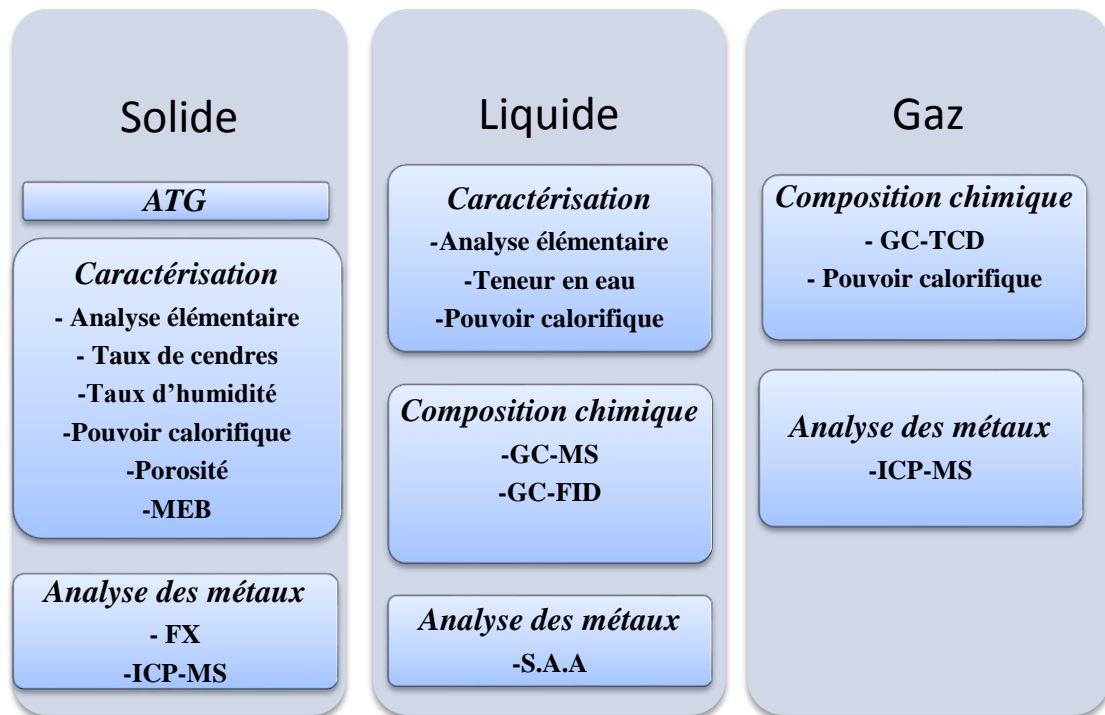 Solide
ATG
Caractérisation
- Analyse élémentaire
- Taux de cendres
-Taux d’humidité
-Pouvoir calorifique
-Porosité
-MEB
Analyse des métaux
- FX
-ICP-MS
Liquide
Caractérisation
-Analyse élémentaire
-Teneur en eau
-Pouvoir calorifique
Composition chimique
-GC-MS
-GC-FID
Analyse des métaux
-S.A.A
Gaz
Composition chimique
- GC-TCD
- Pouvoir calorifique
Analyse des métaux
-ICP-MS